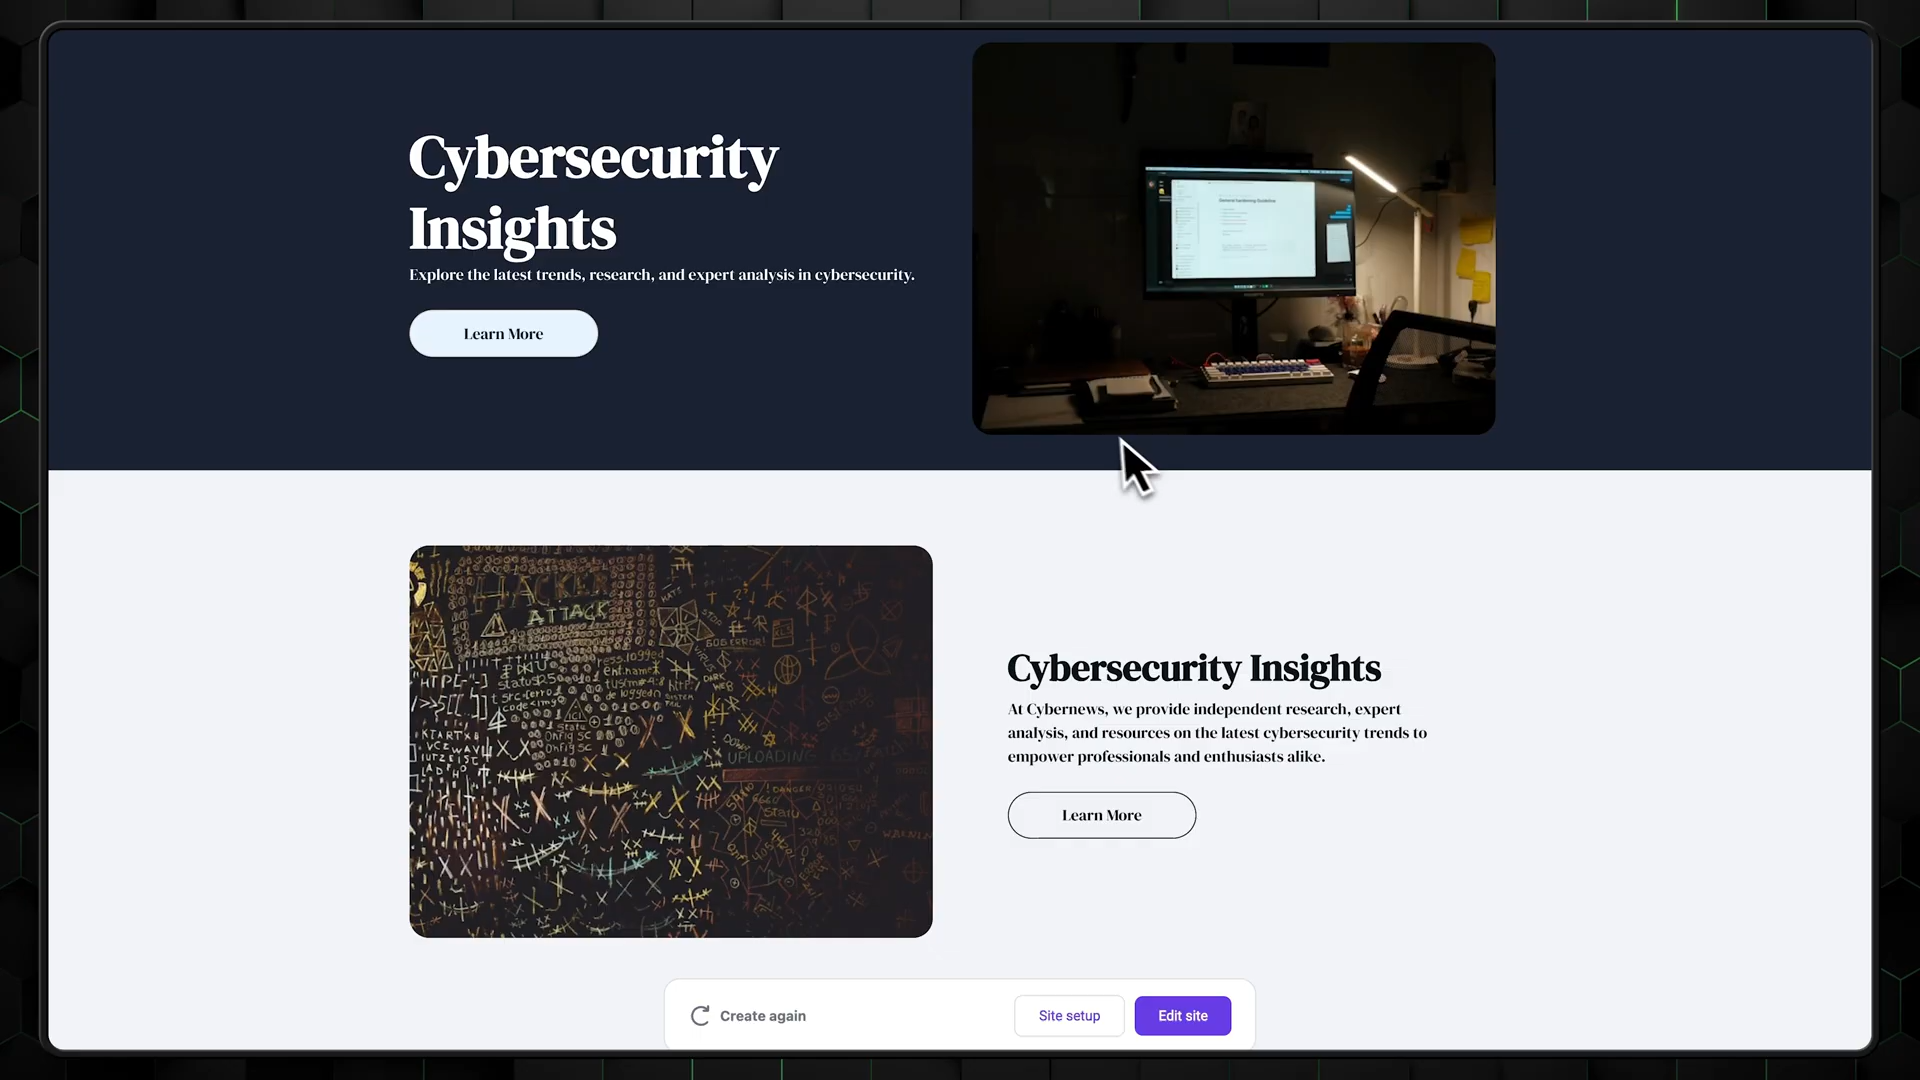 Cybersecurity
Insights
Explore the latest trends, research, and expert analysis in cybersecurity.
Learn More
HACKER
ATTACK
UPLOADING
Cybersecurity Insights
At Cybernews, we provide independent research, expert
analysis, and resources on the latest cybersecurity trends to
empower professionals and enthusiasts alike.
Learn More
Create again
Site setup
Edit site